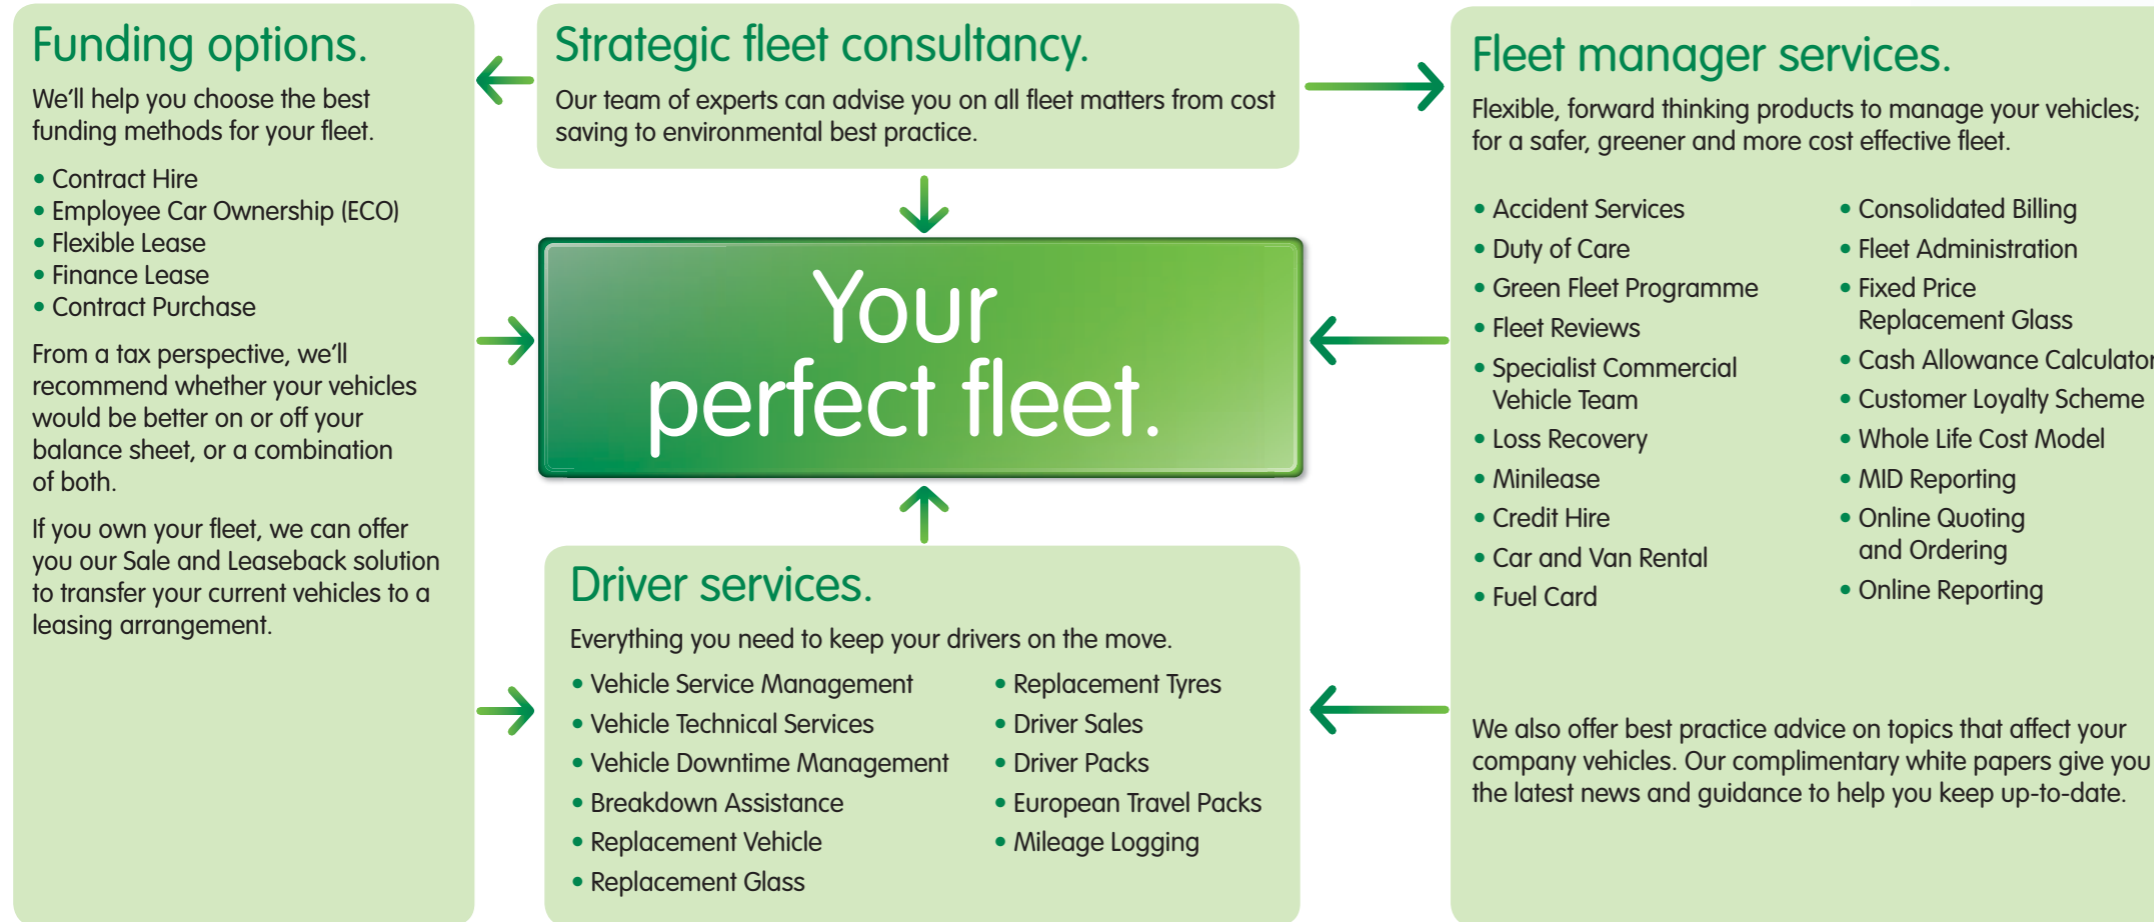 Funding options.
We’ll help you choose the best
funding methods for your fleet.
• Contract Hire
• Employee Car Ownership (ECO)
• Flexible Lease
• Finance Lease
• Contract Purchase
From a tax perspective, we’ll
recommend whether your vehicles
would be better on or off your
balance sheet, or a combination
of both.
If you own your fleet, we can offer
you our Sale and Leaseback solution
to transfer your current vehicles to a
leasing arrangement.
Strategic fleet consultancy.
Our team of experts can advise you on all fleet matters from cost
saving to environmental best practice.
Your
perfect fleet.
Driver services.
Everything you need to keep your drivers on the move.
• Vehicle Service Management
• Vehicle Technical Services
• Vehicle Downtime Management
• Breakdown Assistance
• Replacement Vehicle
• Replacement Glass
• Replacement Tyres
• Driver Sales
• Driver Packs
• European Travel Packs
• Mileage Logging
Fleet manager services.
Flexible, forward thinking products to manage your vehicles;
for a safer, greener and more cost effective fleet.
• Accident Services
• Duty of Care
• Green Fleet Programme
• Fleet Reviews
• Specialist Commercial
Vehicle Team
• Loss Recovery
• Minilease
• Credit Hire
• Car and Van Rental
• Fuel Card
• Consolidated Billing
• Fleet Administration
• Fixed Price
Replacement Glass
• Cash Allowance Calculator
• Customer Loyalty Scheme
• Whole Life Cost Model
• MID Reporting
• Online Quoting
and Ordering
• Online Reporting
We also offer best practice advice on topics that affect your
company vehicles. Our complimentary white papers give you
the latest news and guidance to help you keep up-to-date.